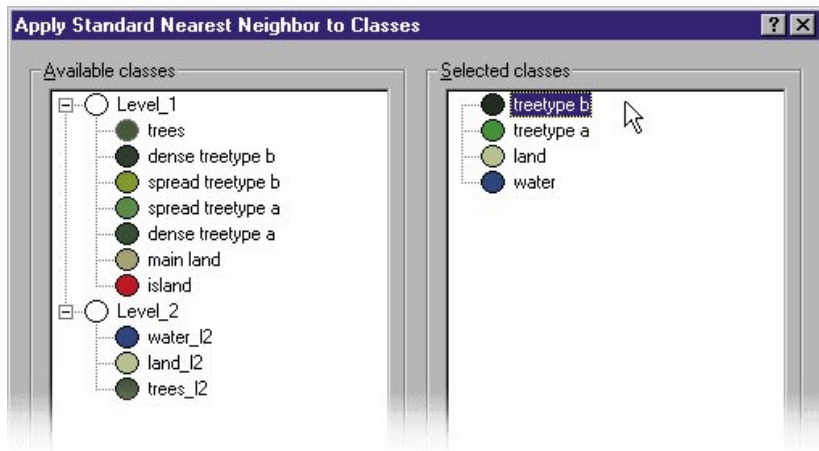 Apply Standard Nearest Neighbor to Classes
Available classes
Level_1
trees
dense treetype b
spread treetype b
spread treetype a
dense treetype a
main land
island
Level_2
water_l2
land_l2
trees_l2
Selected classes
treetype b
treetype a
land
water